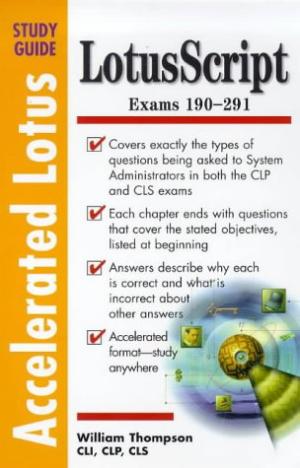 STUDY
GUIDE
Accelerated Lotus
LotusScript
Exams 190–291
Covers exactly the types of
questions being asked to System
Administrators in both the CLP
and CLS exams
Each chapter ends with questions
that cover the stated objectives,
listed at beginning
Answers describe why each
is correct and what is
incorrect about
other answers
Accelerated
format—study
anywhere
William Thompson
CLI, CLP, CLS